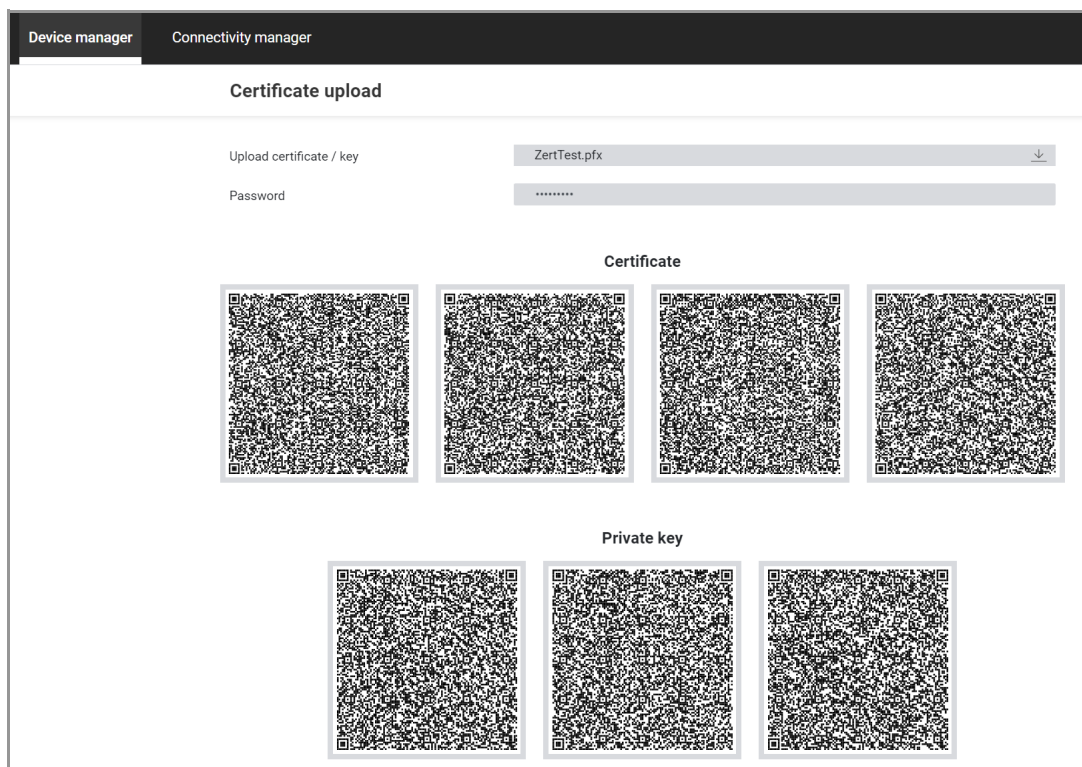 Device manager Connectivity manager
Certificate upload
Upload certificate / key ZertTest.pfx
Password •••••••••
Certificate
Private key